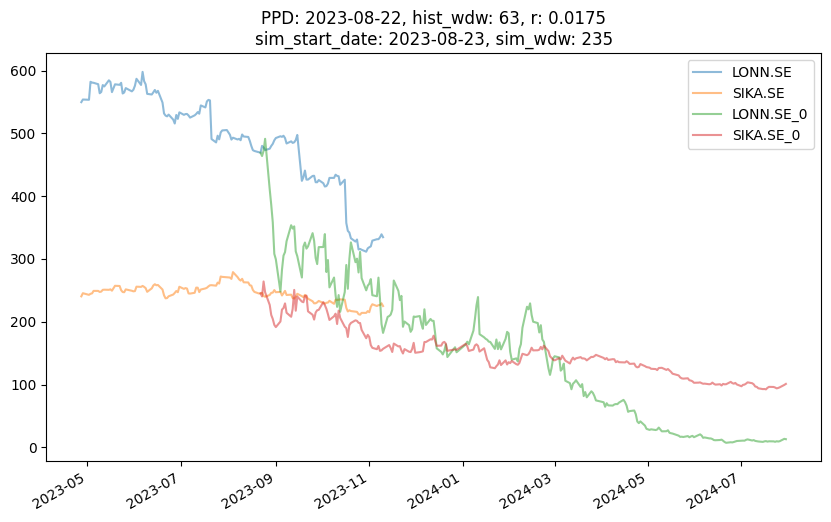 PPD: 2023-08-22, hist_wdw: 63, r: 0.0175
sim_start_date: 2023-08-23, sim_wdw: 235
LONN.SE
SIKA.SE
LONN.SE_0
SIKA.SE_0
600
500
400
300
200
100
0
2023-05
2023-07
2023-09
2023-11
2024-01
2024-03
2024-05
2024-07